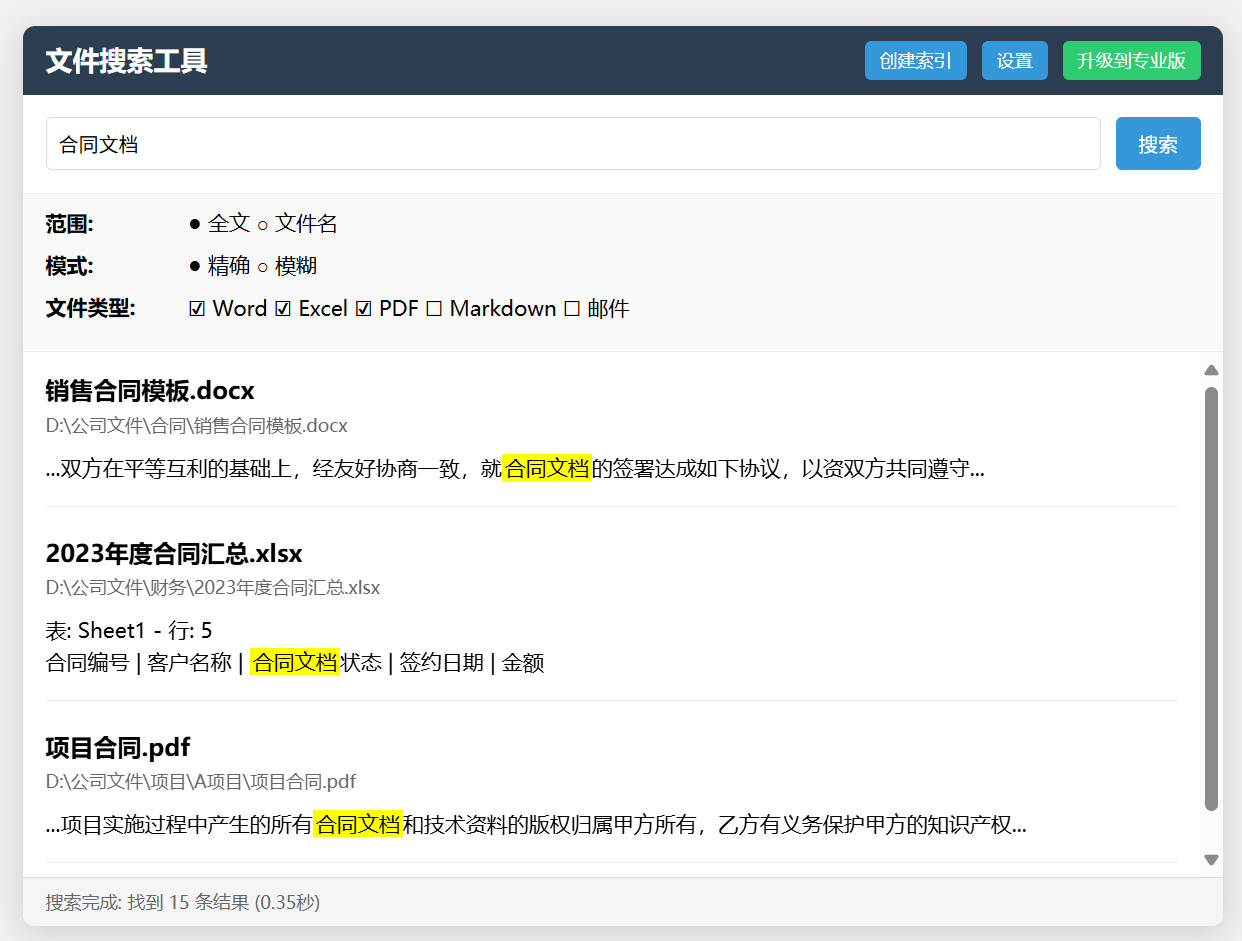 文件搜索工具 创建索引 设置 升级到专业版
合同文档 搜索
范围: ● 全文 ○ 文件名
模式: ● 精确 ○ 模糊
文件类型: ☑ Word ☑ Excel ☑ PDF ☐ Markdown ☐ 邮件
销售合同模板.docx
D:\公司文件\合同\销售合同模板.docx
...双方在平等互利的基础上，经友好协商一致，就合同文档的签署达成如下协议，以资双方共同遵守...
2023年度合同汇总.xlsx
D:\公司文件\财务\2023年度合同汇总.xlsx
表: Sheet1 - 行: 5
合同编号 | 客户名称 | 合同文档状态 | 签约日期 | 金额
项目合同.pdf
D:\公司文件\项目\A项目\项目合同.pdf
...项目实施过程中产生的所有合同文档和技术资料的版权归属甲方所有，乙方有义务保护甲方的知识产权...
搜索完成: 找到 15 条结果 (0.35秒)